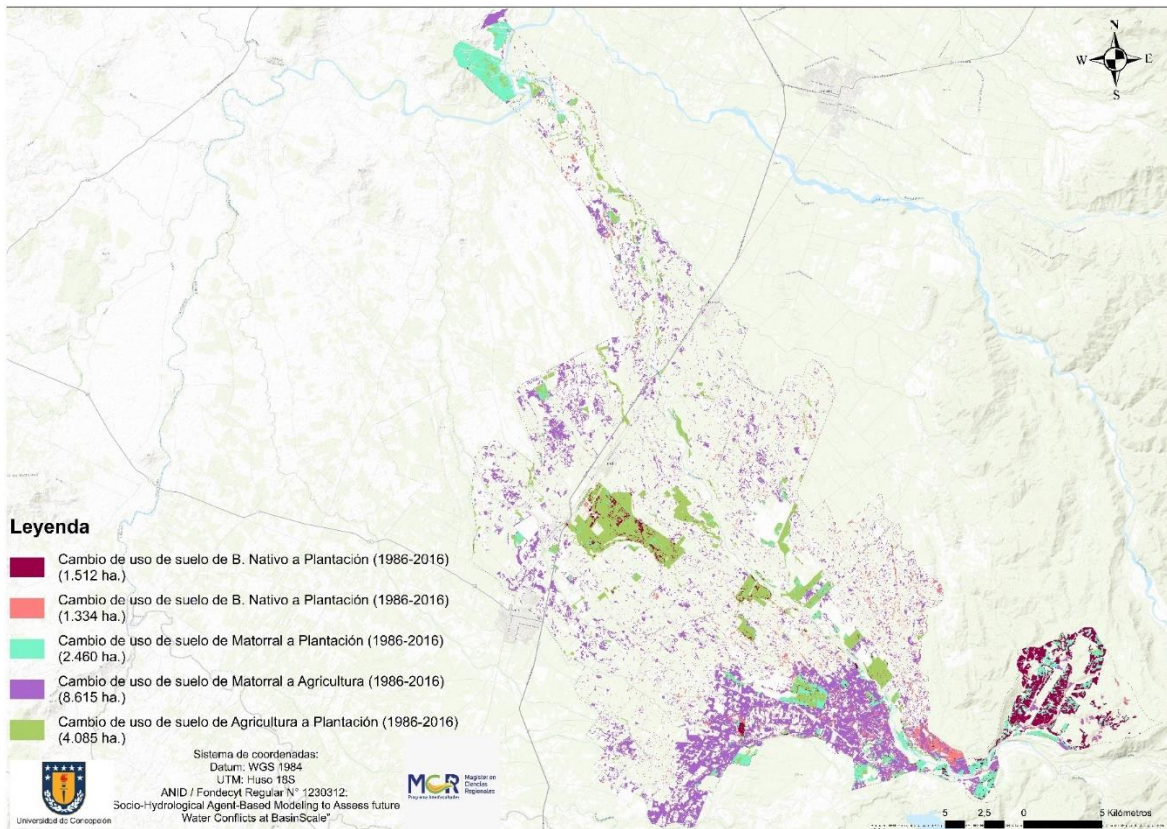 N
W E
S
Leyenda
Cambio de uso de suelo de B. Nativo a Plantación (1986-2016)
(1.512 ha.)
Cambio de uso de suelo de B. Nativo a Plantación (1986-2016)
(1.334 ha.)
Cambio de uso de suelo de Matorral a Plantación (1986-2016)
(2.460 ha.)
Cambio de uso de suelo de Matorral a Agricultura (1986-2016)
(8.615 ha.)
Cambio de uso de suelo de Agricultura a Plantación (1986-2016)
(4.085 ha.)
Sistema de coordenadas:
Datum: WGS 1984
UTM: Huso 18S
ANID / Fondecyt Regular N° 1230312:
Socio-Hydrological Agent-Based Modeling to Assess future
Water Conflicts at BasinScale"
Universidad de Concepción
MCR
Magíster en
Ciencias
Regionales
5 2,5 0 5 Kilómetros